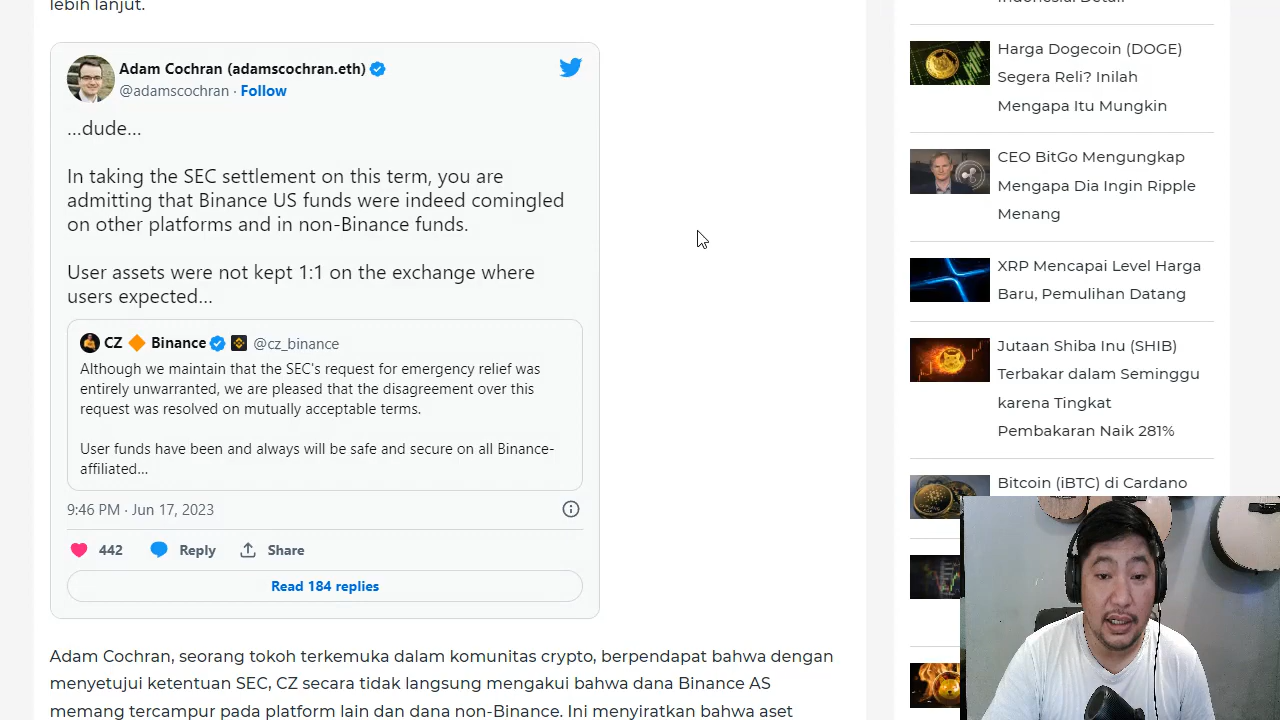 lebih lanjut.
Adam Cochran (adamscochran.eth)
@adamscochran · Follow
...dude...
In taking the SEC settlement on this term, you are
admitting that Binance US funds were indeed comingled
on other platforms and in non-Binance funds.
User assets were not kept 1:1 on the exchange where
users expected...
CZ Binance @cz_binance
Although we maintain that the SEC's request for emergency relief was
entirely unwarranted, we are pleased that the disagreement over this
request was resolved on mutually acceptable terms.
User funds have been and always will be safe and secure on all Binance-
affiliated...
9:46 PM · Jun 17, 2023
442 Reply Share
Read 184 replies
Adam Cochran, seorang tokoh terkemuka dalam komunitas crypto, berpendapat bahwa dengan
menyetujui ketentuan SEC, CZ secara tidak langsung mengakui bahwa dana Binance AS
memang tercampur pada platform lain dan dana non-Binance. Ini menyiratkan bahwa aset
Harga Dogecoin (DOGE)
Segera Reli? Inilah
Mengapa Itu Mungkin
CEO BitGo Mengungkap
Mengapa Dia Ingin Ripple
Menang
XRP Mencapai Level Harga
Baru, Pemulihan Datang
Jutaan Shiba Inu (SHIB)
Terbakar dalam Seminggu
karena Tingkat
Pembakaran Naik 281%
Bitcoin (iBTC) di Cardano